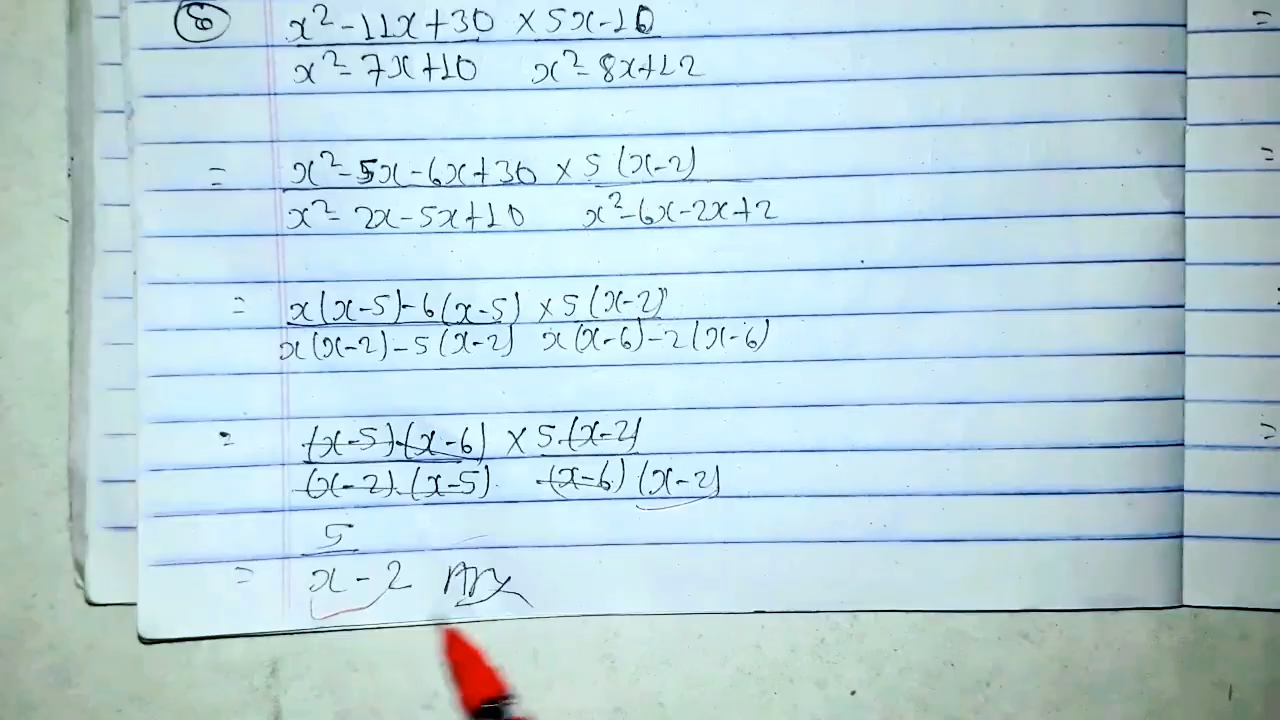 ⑧ x²-11x+30 × 5x-10
x²-7x+10 x²-8x+12
= x²-5x-6x+30 × 5(x-2)
x²-2x-5x+10 x²-6x-2x+2
= x(x-5)-6(x-5) × 5(x-2)
x(x-2)-5(x-2) x(x-6)-2(x-6)
= (x-5)(x-6) × 5(x-2)
(x-2)(x-5) (x-6)(x-2)
5
= x-2 Ans